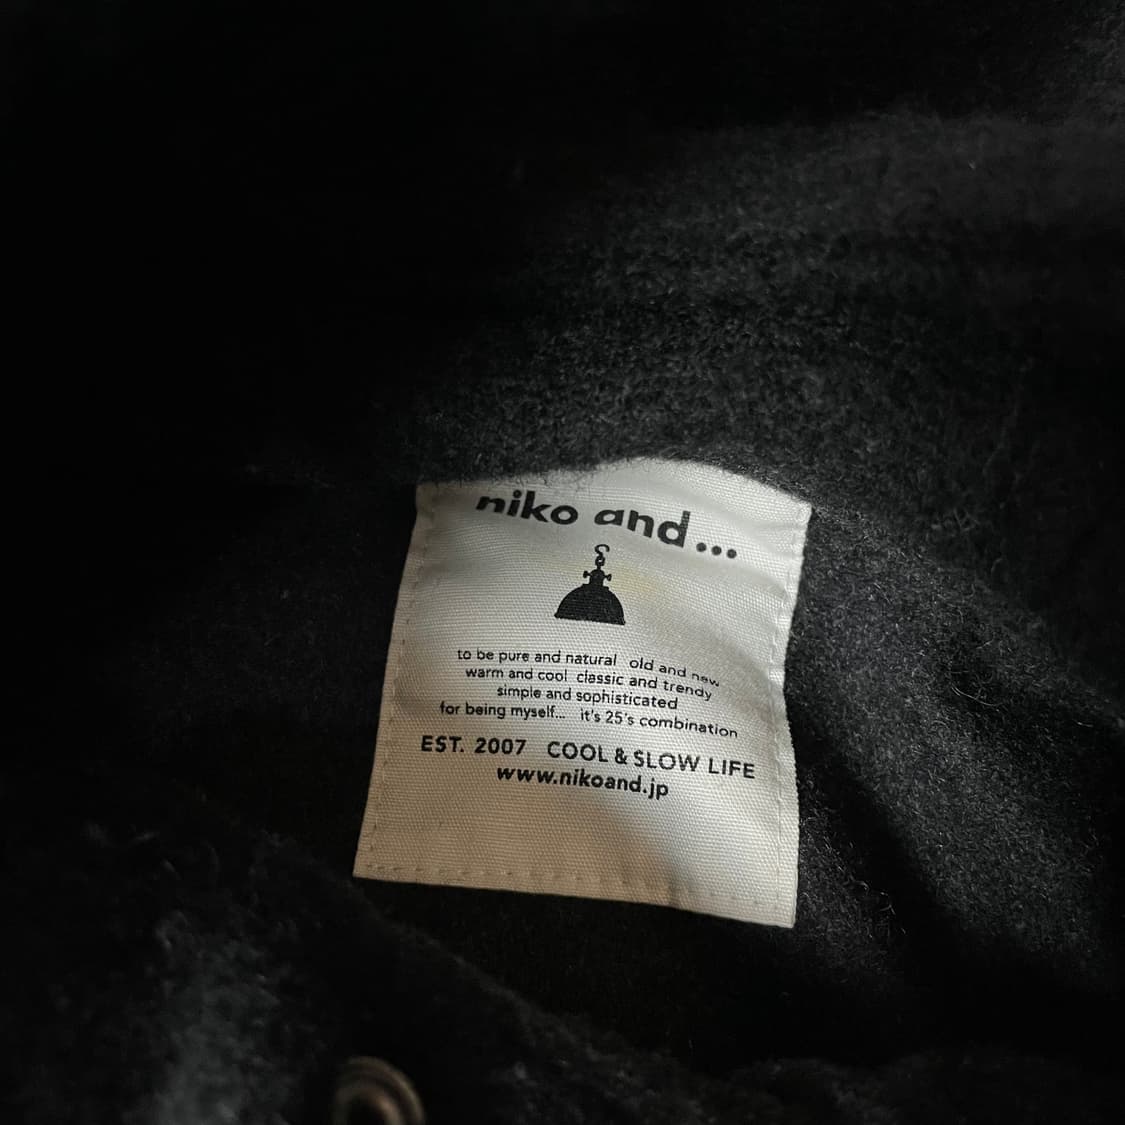 niko and...
to be pure and natural old and new
warm and cool classic and trendy
simple and sophisticated
for being myself... it's 25's combination
EST. 2007 COOL & SLOW LIFE
www.nikoand.jp